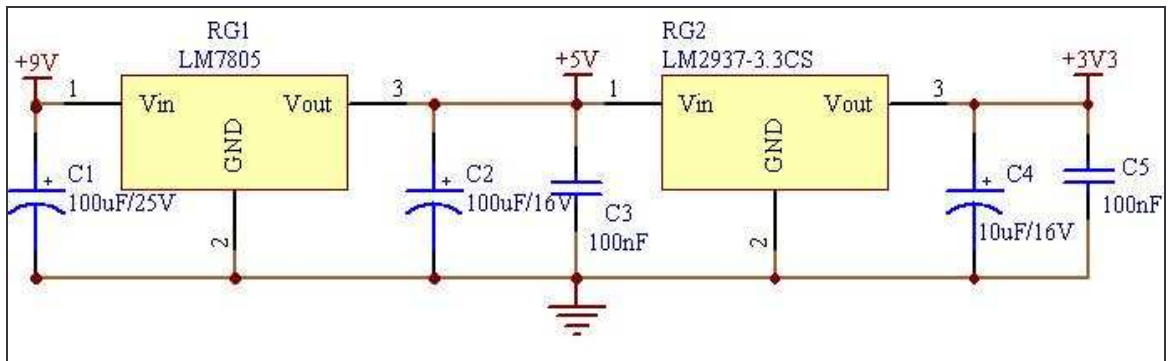 RG1
LM7805
+9V
1
Vin
Vout
GND
3
2
C1
100uF/25V
+
C2
100uF/16V
+
+5V
C3
100nF
RG2
LM2937-3.3CS
1
Vin
Vout
GND
3
2
+3V3
C4
10uF/16V
+
C5
100nF